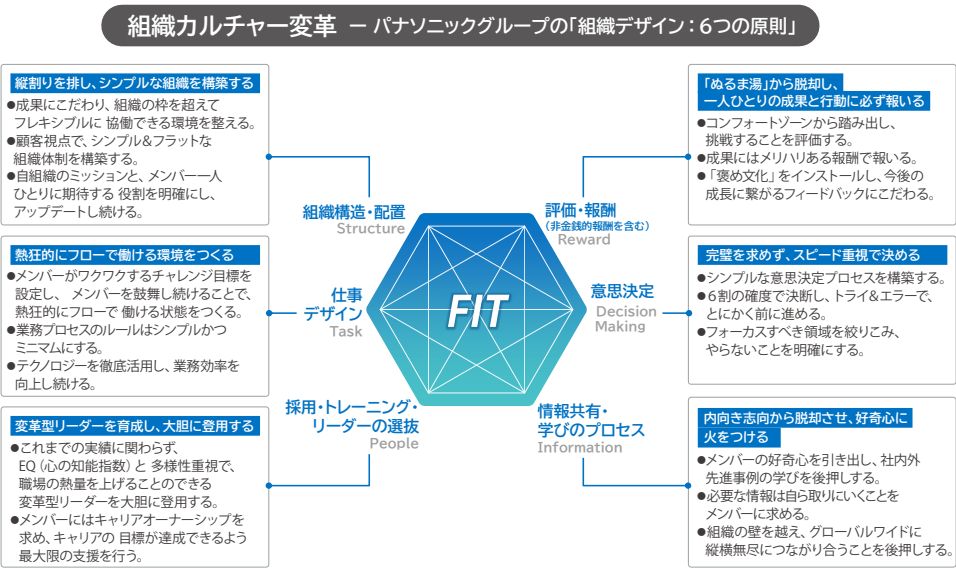 組織カルチャー変革 − パナソニックグループの「組織デザイン：6つの原則」
縦割りを排し、シンプルな組織を構築する
●成果にこだわり、組織の枠を超えて
フレキシブルに 協働できる環境を整える。
●顧客視点で、シンプル&フラットな
組織体制を構築する。
●自組織のミッションと、メンバー一人
ひとりに期待する 役割を明確にし、
アップデートし続ける。
熱狂的にフローで働ける環境をつくる
●メンバーがワクワクするチャレンジ目標を
設定し、 メンバーを鼓舞し続けることで、
熱狂的にフローで 働ける状態をつくる。
●業務プロセスのルールはシンプルかつ
ミニマムにする。
●テクノロジーを徹底活用し、業務効率を
向上し続ける。
変革型リーダーを育成し、大胆に登用する
●これまでの実績に関わらず、
EQ（心の知能指数）と 多様性重視で、
職場の熱量を上げることのできる
変革型リーダーを大胆に登用する。
●メンバーにはキャリアオーナーシップを
求め、キャリアの 目標が達成できるよう
最大限の支援を行う。
組織構造・配置
Structure
仕事
デザイン
Task
採用・トレーニング・
リーダーの選抜
People
FIT
評価・報酬
（非金銭的報酬を含む）
Reward
意思決定
Decision
Making
情報共有・
学びのプロセス
Information
「ぬるま湯」から脱却し、
一人ひとりの成果と行動に必ず報いる
●コンフォートゾーンから踏み出し、
挑戦することを評価する。
●成果にはメリハリある報酬で報いる。
●「褒め文化」をインストールし、今後の
成長に繋がるフィードバックにこだわる。
完璧を求めず、スピード重視で決める
●シンプルな意思決定プロセスを構築する。
●6割の確度で決断し、トライ&エラーで、
とにかく前に進める。
●フォーカスすべき領域を絞りこみ、
やらないことを明確にする。
内向き志向から脱却させ、好奇心に
火をつける
●メンバーの好奇心を引き出し、社内外
先進事例の学びを後押しする。
●必要な情報は自ら取りにいくことを
メンバーに求める。
●組織の壁を越え、グローバルワイドに
縦横無尽につながり合うことを後押しする。